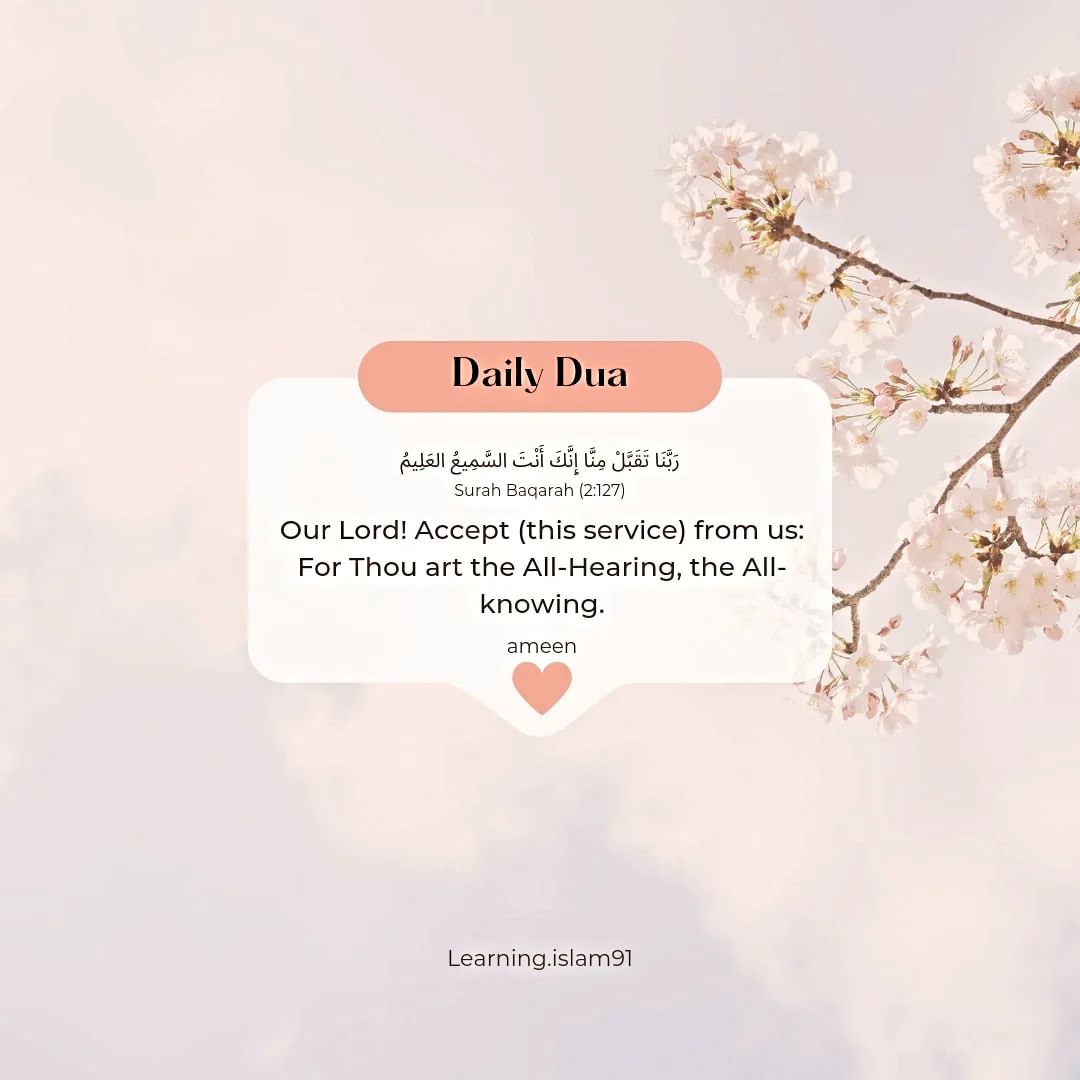 Daily Dua
رَبَّنَا تَقَبَّلْ مِنَّا إِنَّكَ أَنْتَ السَّمِيعُ العَلِيمُ
Surah Baqarah (2:127)
Our Lord! Accept (this service) from us:
For Thou art the All-Hearing, the All-
knowing.
ameen
Learning.islam91